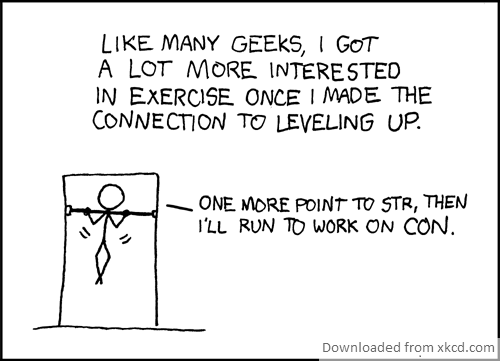 LIKE MANY GEEKS, I GOT
A LOT MORE INTERESTED
IN EXERCISE ONCE I MADE THE
CONNECTION TO LEVELING UP.
ONE MORE POINT TO STR, THEN
I'LL RUN TO WORK ON CON.
Downloaded from xkcd.com